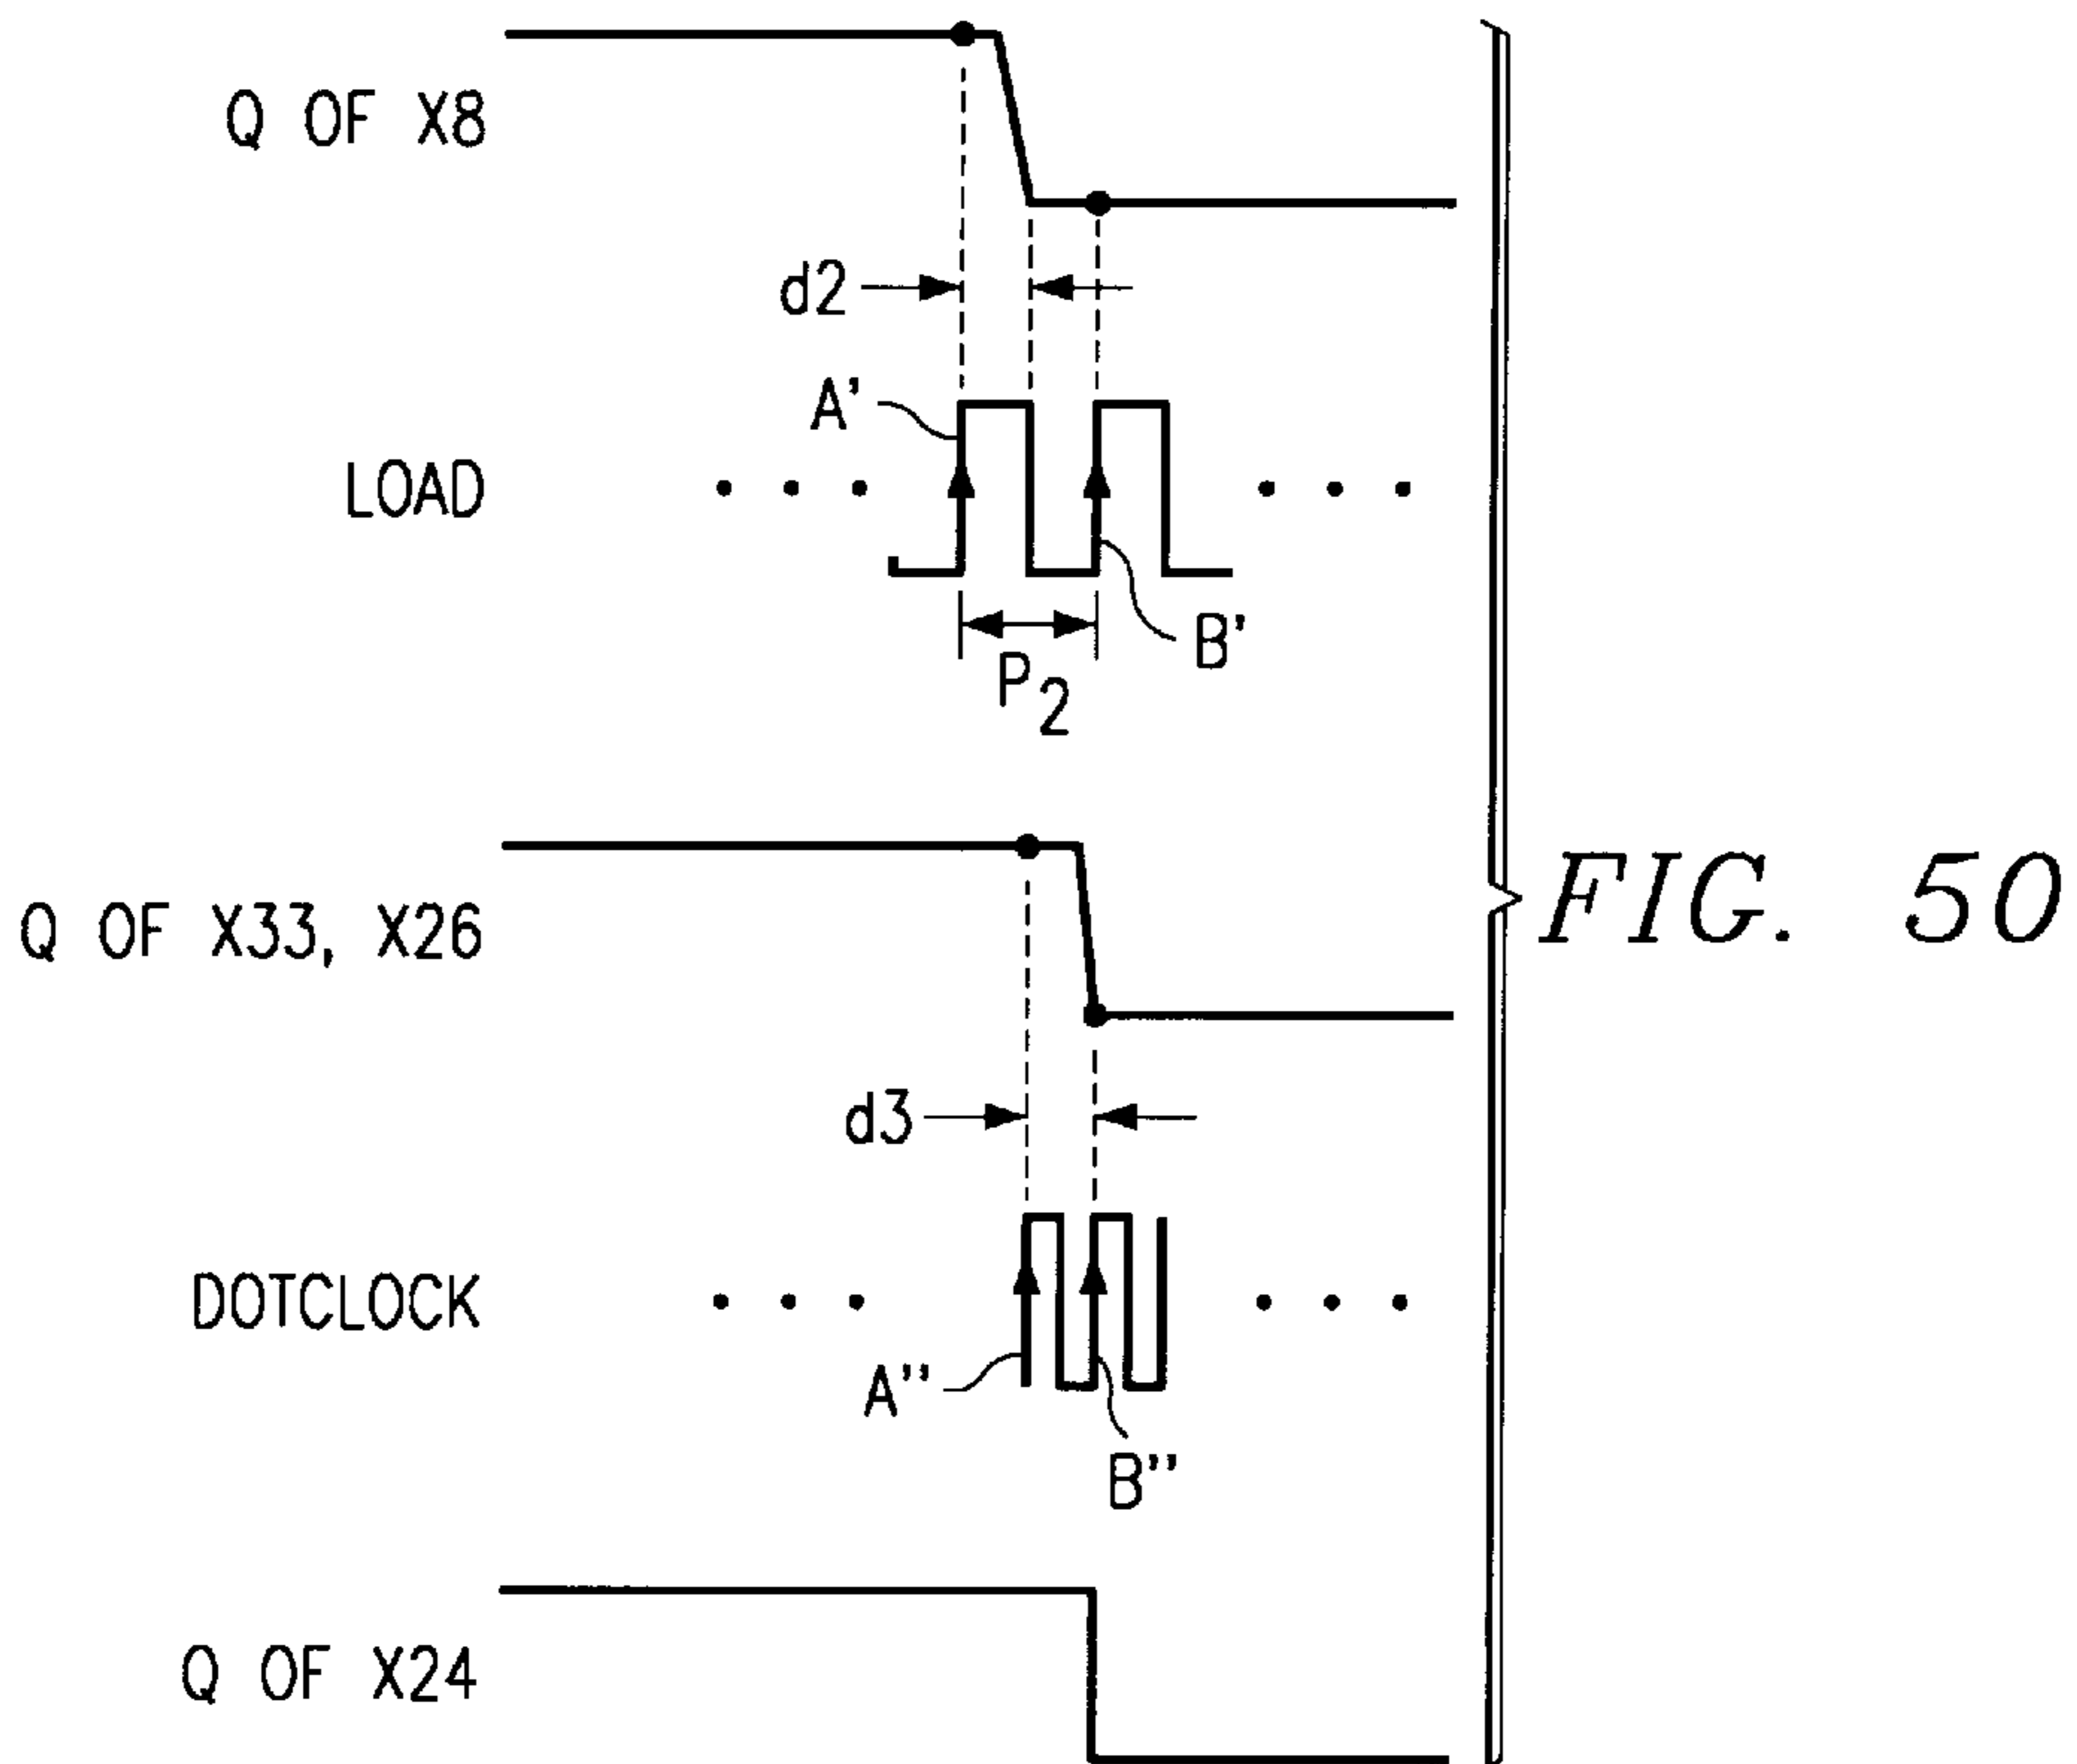 Q OF X8
d2
A'
LOAD
B'
P2
Q OF X33, X26
FIG. 50
d3
DOTCLOCK
A"
B"
Q OF X24